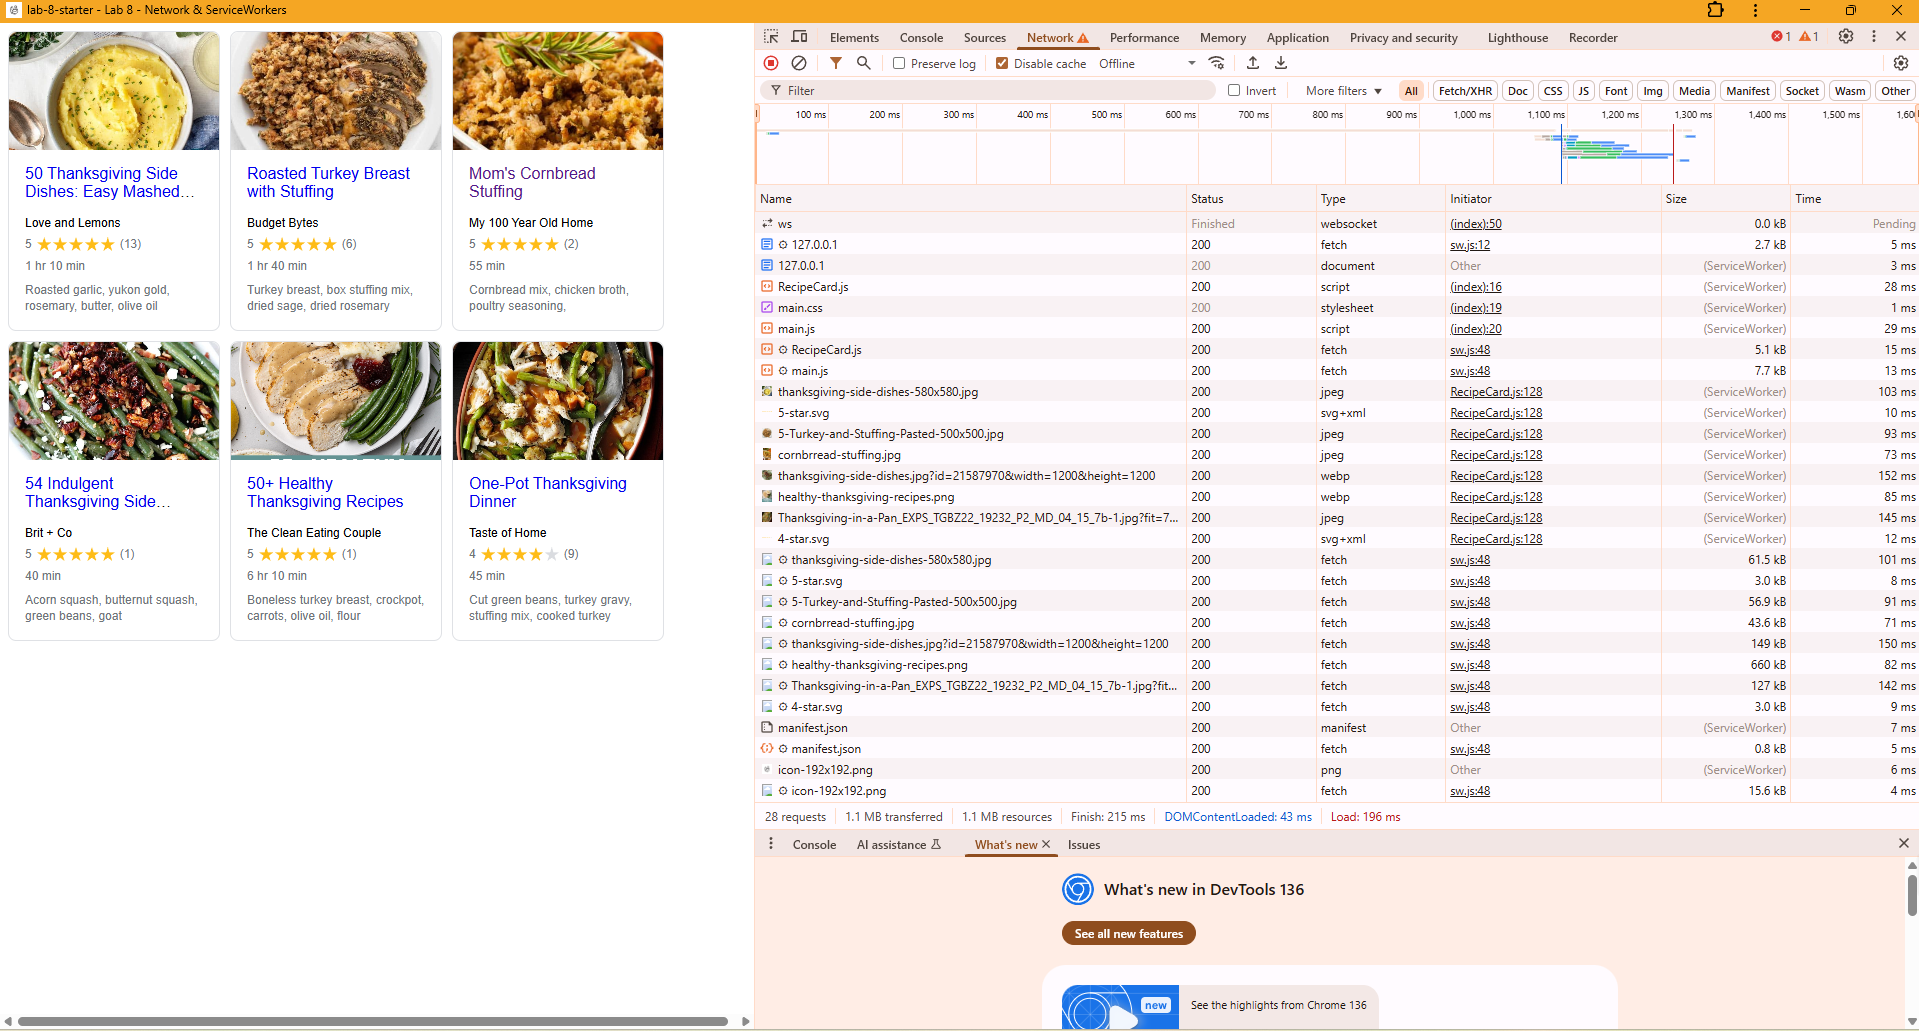 lab-8-starter - Lab 8 - Network & ServiceWorkers
50 Thanksgiving Side
Dishes: Easy Mashed...
Love and Lemons
5 (13)
1 hr 10 min
Roasted garlic, yukon gold,
rosemary, butter, olive oil
Roasted Turkey Breast
with Stuffing
Budget Bytes
5 (6)
1 hr 40 min
Turkey breast, box stuffing mix,
dried sage, dried rosemary
Mom's Cornbread
Stuffing
My 100 Year Old Home
5 (2)
55 min
Cornbread mix, chicken broth,
poultry seasoning,
54 Indulgent
Thanksgiving Side...
Brit + Co
5 (1)
40 min
Acorn squash, butternut squash,
green beans, goat
50+ Healthy
Thanksgiving Recipes
The Clean Eating Couple
5 (1)
6 hr 10 min
Boneless turkey breast, crockpot,
carrots, olive oil, flour
One-Pot Thanksgiving
Dinner
Taste of Home
4 (9)
45 min
Cut green beans, turkey gravy,
stuffing mix, cooked turkey
Elements Console Sources Network Performance Memory Application Privacy and security Lighthouse Recorder 1 1
Preserve log Disable cache Offline
Filter Invert More filters All Fetch/XHR Doc CSS JS Font Img Media Manifest Socket Wasm Other
100 ms 200 ms 300 ms 400 ms 500 ms 600 ms 700 ms 800 ms 900 ms 1,000 ms 1,100 ms 1,200 ms 1,300 ms 1,400 ms 1,500 ms 1,60
Name Status Type Initiator Size Time
ws Finished websocket (index):50 0.0 kB Pending
127.0.0.1 200 fetch sw.js:12 2.7 kB 5 ms
127.0.0.1 200 document Other (ServiceWorker) 3 ms
RecipeCard.js 200 script (index):16 (ServiceWorker) 28 ms
main.css 200 stylesheet (index):19 (ServiceWorker) 1 ms
main.js 200 script (index):20 (ServiceWorker) 29 ms
RecipeCard.js 200 fetch sw.js:48 5.1 kB 15 ms
main.js 200 fetch sw.js:48 7.7 kB 13 ms
thanksgiving-side-dishes-580x580.jpg 200 jpeg RecipeCard.js:128 (ServiceWorker) 103 ms
5-star.svg 200 svg+xml RecipeCard.js:128 (ServiceWorker) 10 ms
5-Turkey-and-Stuffing-Pasted-500x500.jpg 200 jpeg RecipeCard.js:128 (ServiceWorker) 93 ms
cornbrread-stuffing.jpg 200 jpeg RecipeCard.js:128 (ServiceWorker) 73 ms
thanksgiving-side-dishes.jpg?id=21587970&width=1200&height=1200 200 webp RecipeCard.js:128 (ServiceWorker) 152 ms
healthy-thanksgiving-recipes.png 200 webp RecipeCard.js:128 (ServiceWorker) 85 ms
Thanksgiving-in-a-Pan_EXPS_TGBZ22_19232_P2_MD_04_15_7b-1.jpg?fit=7... 200 jpeg RecipeCard.js:128 (ServiceWorker) 145 ms
4-star.svg 200 svg+xml RecipeCard.js:128 (ServiceWorker) 12 ms
thanksgiving-side-dishes-580x580.jpg 200 fetch sw.js:48 61.5 kB 101 ms
5-star.svg 200 fetch sw.js:48 3.0 kB 8 ms
5-Turkey-and-Stuffing-Pasted-500x500.jpg 200 fetch sw.js:48 56.9 kB 91 ms
cornbrread-stuffing.jpg 200 fetch sw.js:48 43.6 kB 71 ms
thanksgiving-side-dishes.jpg?id=21587970&width=1200&height=1200 200 fetch sw.js:48 149 kB 150 ms
healthy-thanksgiving-recipes.png 200 fetch sw.js:48 660 kB 82 ms
Thanksgiving-in-a-Pan_EXPS_TGBZ22_19232_P2_MD_04_15_7b-1.jpg?fit... 200 fetch sw.js:48 127 kB 142 ms
4-star.svg 200 fetch sw.js:48 3.0 kB 9 ms
manifest.json 200 manifest Other (ServiceWorker) 7 ms
manifest.json 200 fetch sw.js:48 0.8 kB 5 ms
icon-192x192.png 200 png Other (ServiceWorker) 6 ms
icon-192x192.png 200 fetch sw.js:48 15.6 kB 4 ms
28 requests 1.1 MB transferred 1.1 MB resources Finish: 215 ms DOMContentLoaded: 43 ms Load: 196 ms
Console AI assistance What's new Issues
What's new in DevTools 136
See all new features
new See the highlights from Chrome 136